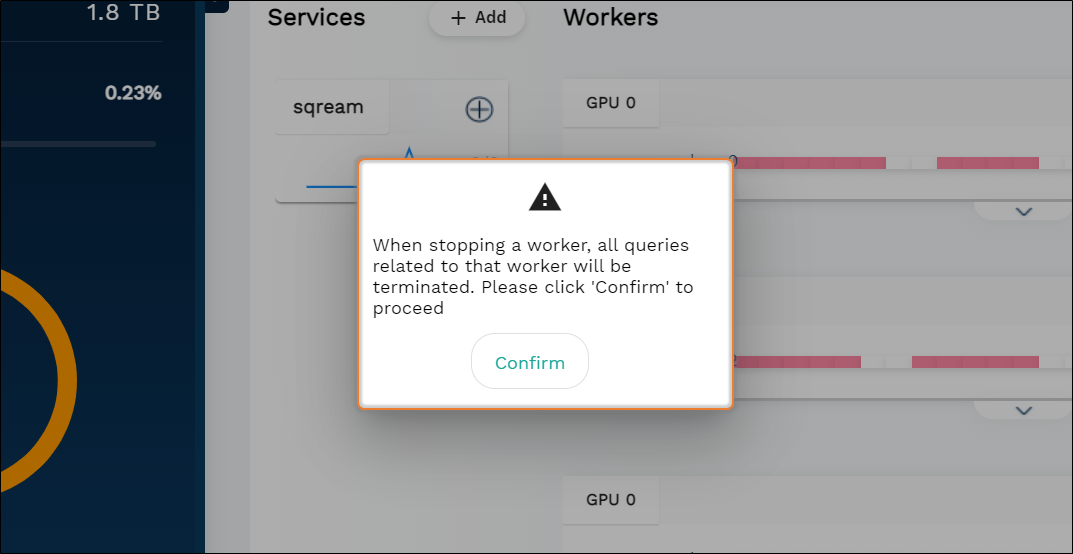 1.8 TB
Services
+ Add
Workers
0.23%
sqream
GPU 0
When stopping a worker, all queries
related to that worker will be
terminated. Please click 'Confirm' to
proceed
Confirm
GPU 0